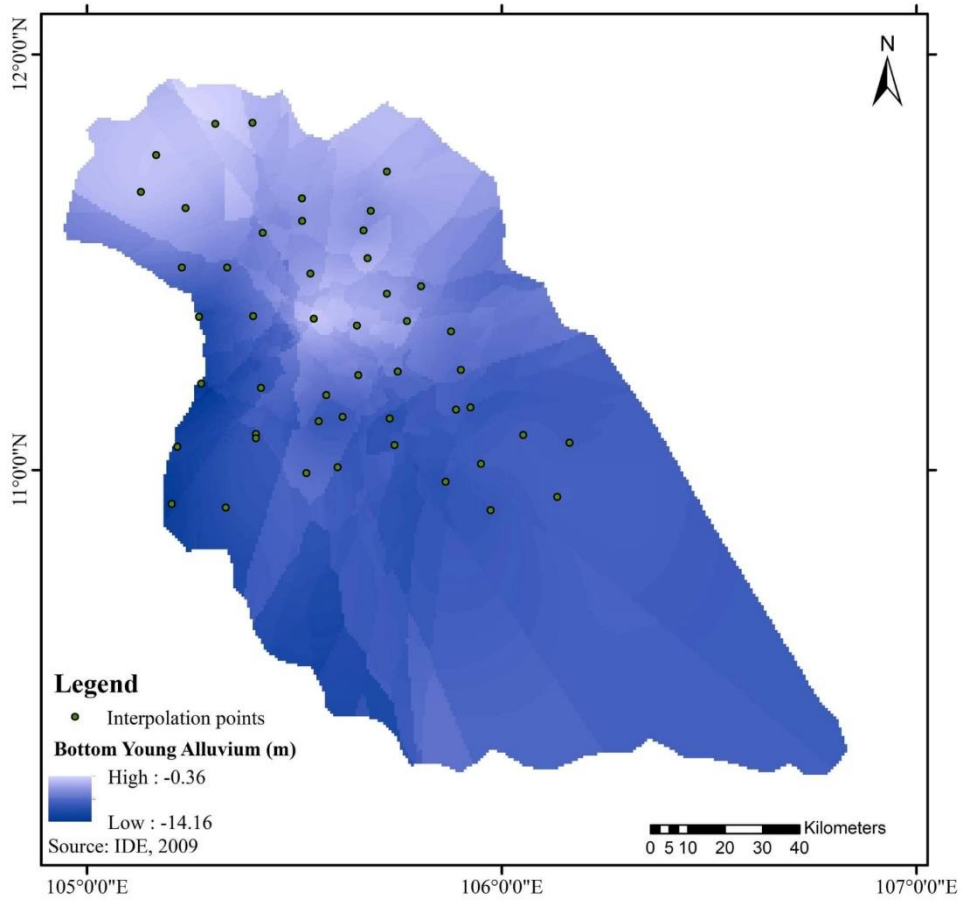 N
12°0'0"N
11°0'0"N
Legend
Interpolation points
Bottom Young Alluvium (m)
High : -0.36
Low : -14.16
Source: IDE, 2009
Kilometers
0 5 10 20 30 40
105°0'0"E 106°0'0"E 107°0'0"E